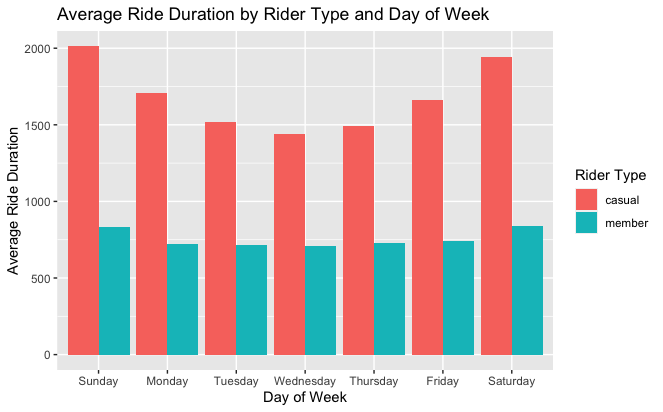 Average Ride Duration by Rider Type and Day of Week
Average Ride Duration
2000
1500
1000
500
0
Sunday Monday Tuesday Wednesday Thursday Friday Saturday
Day of Week
Rider Type
casual
member